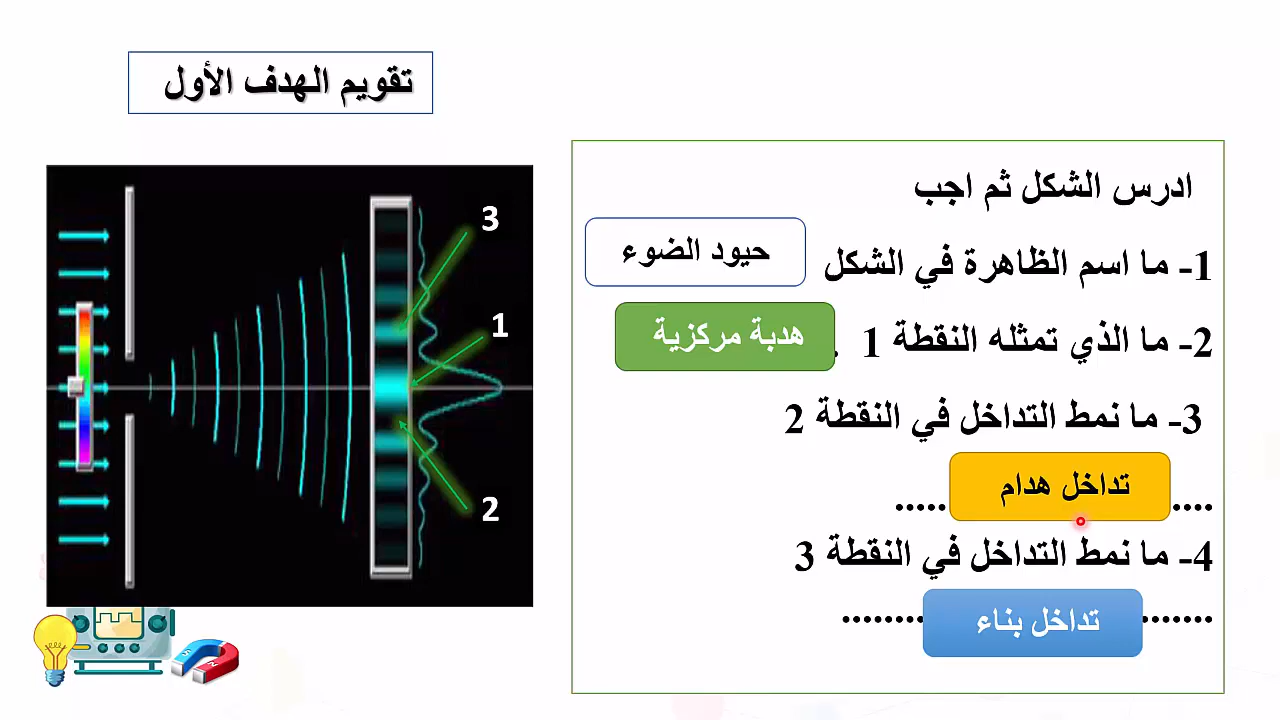 تقويم الهدف الأول
ادرس الشكل ثم اجب
1- ما اسم الظاهرة في الشكل حيود الضوء
2- ما الذي تمثله النقطة 1 . هدبة مركزية
3- ما نمط التداخل في النقطة 2
.... تداخل هدام .....
4- ما نمط التداخل في النقطة 3
....... تداخل بناء ........
3
1
2